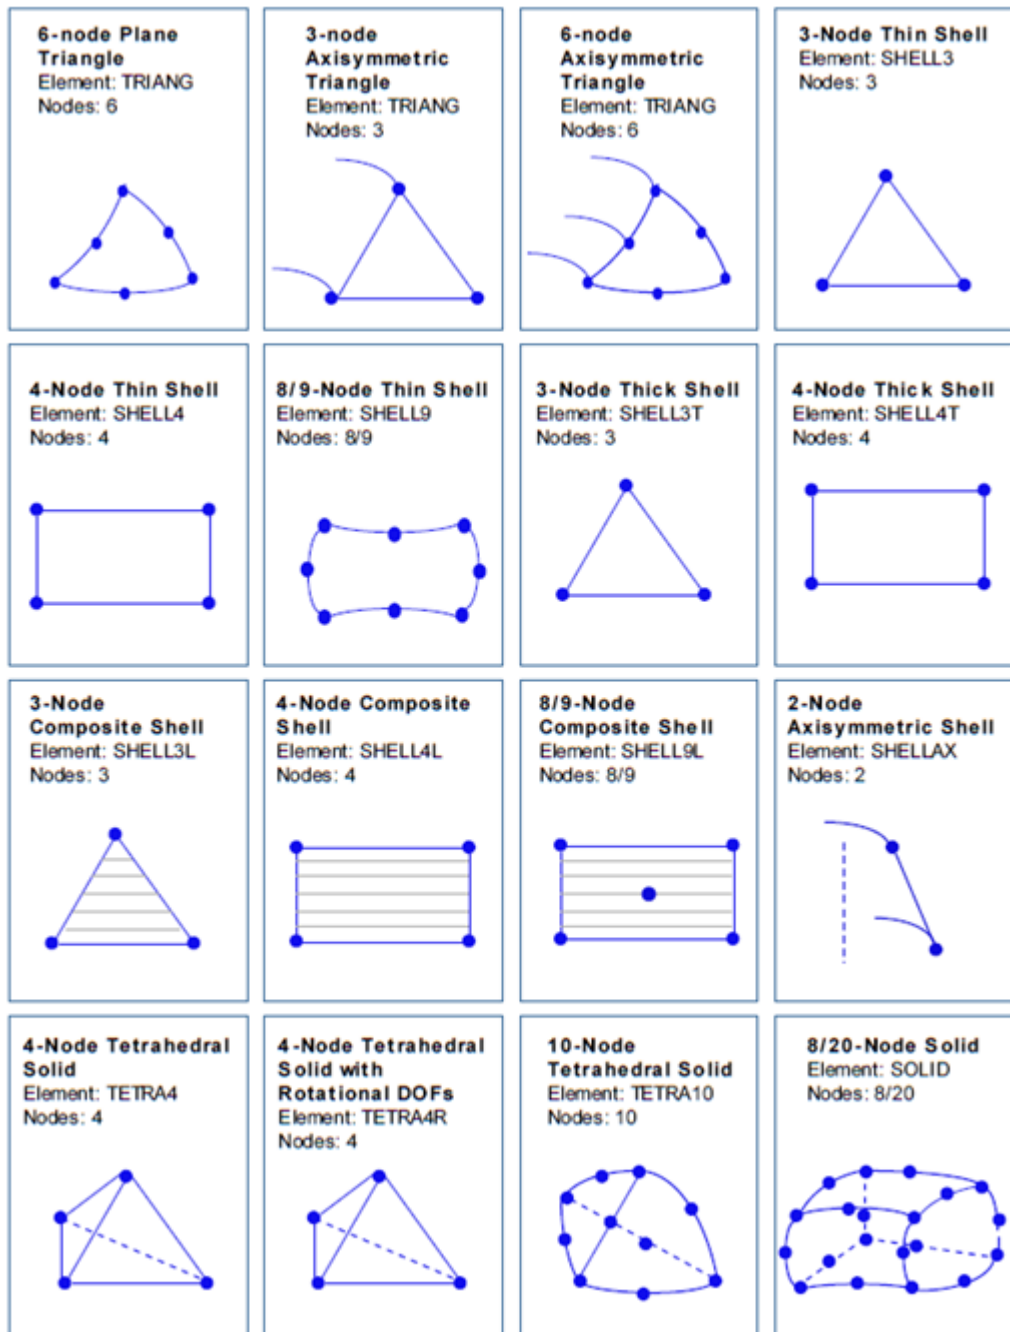 6-node Plane
Triangle
Element: TRIANG
Nodes: 6
3-node
Axisymmetric
Triangle
Element: TRIANG
Nodes: 3
6-node
Axisymmetric
Triangle
Element: TRIANG
Nodes: 6
3-Node Thin Shell
Element: SHELL3
Nodes: 3
4-Node Thin Shell
Element: SHELL4
Nodes: 4
8/9-Node Thin Shell
Element: SHELL9
Nodes: 8/9
3-Node Thick Shell
Element: SHELL3T
Nodes: 3
4-Node Thick Shell
Element: SHELL4T
Nodes: 4
3-Node
Composite Shell
Element: SHELL3L
Nodes: 3
4-Node Composite
Shell
Element: SHELL4L
Nodes: 4
8/9-Node
Composite Shell
Element: SHELL9L
Nodes: 8/9
2-Node
Axisymmetric Shell
Element: SHELLAX
Nodes: 2
4-Node Tetrahedral
Solid
Element: TETRA4
Nodes: 4
4-Node Tetrahedral
Solid with
Rotational DOFs
Element: TETRA4R
Nodes: 4
10-Node
Tetrahedral Solid
Element: TETRA10
Nodes: 10
8/20-Node Solid
Element: SOLID
Nodes: 8/20